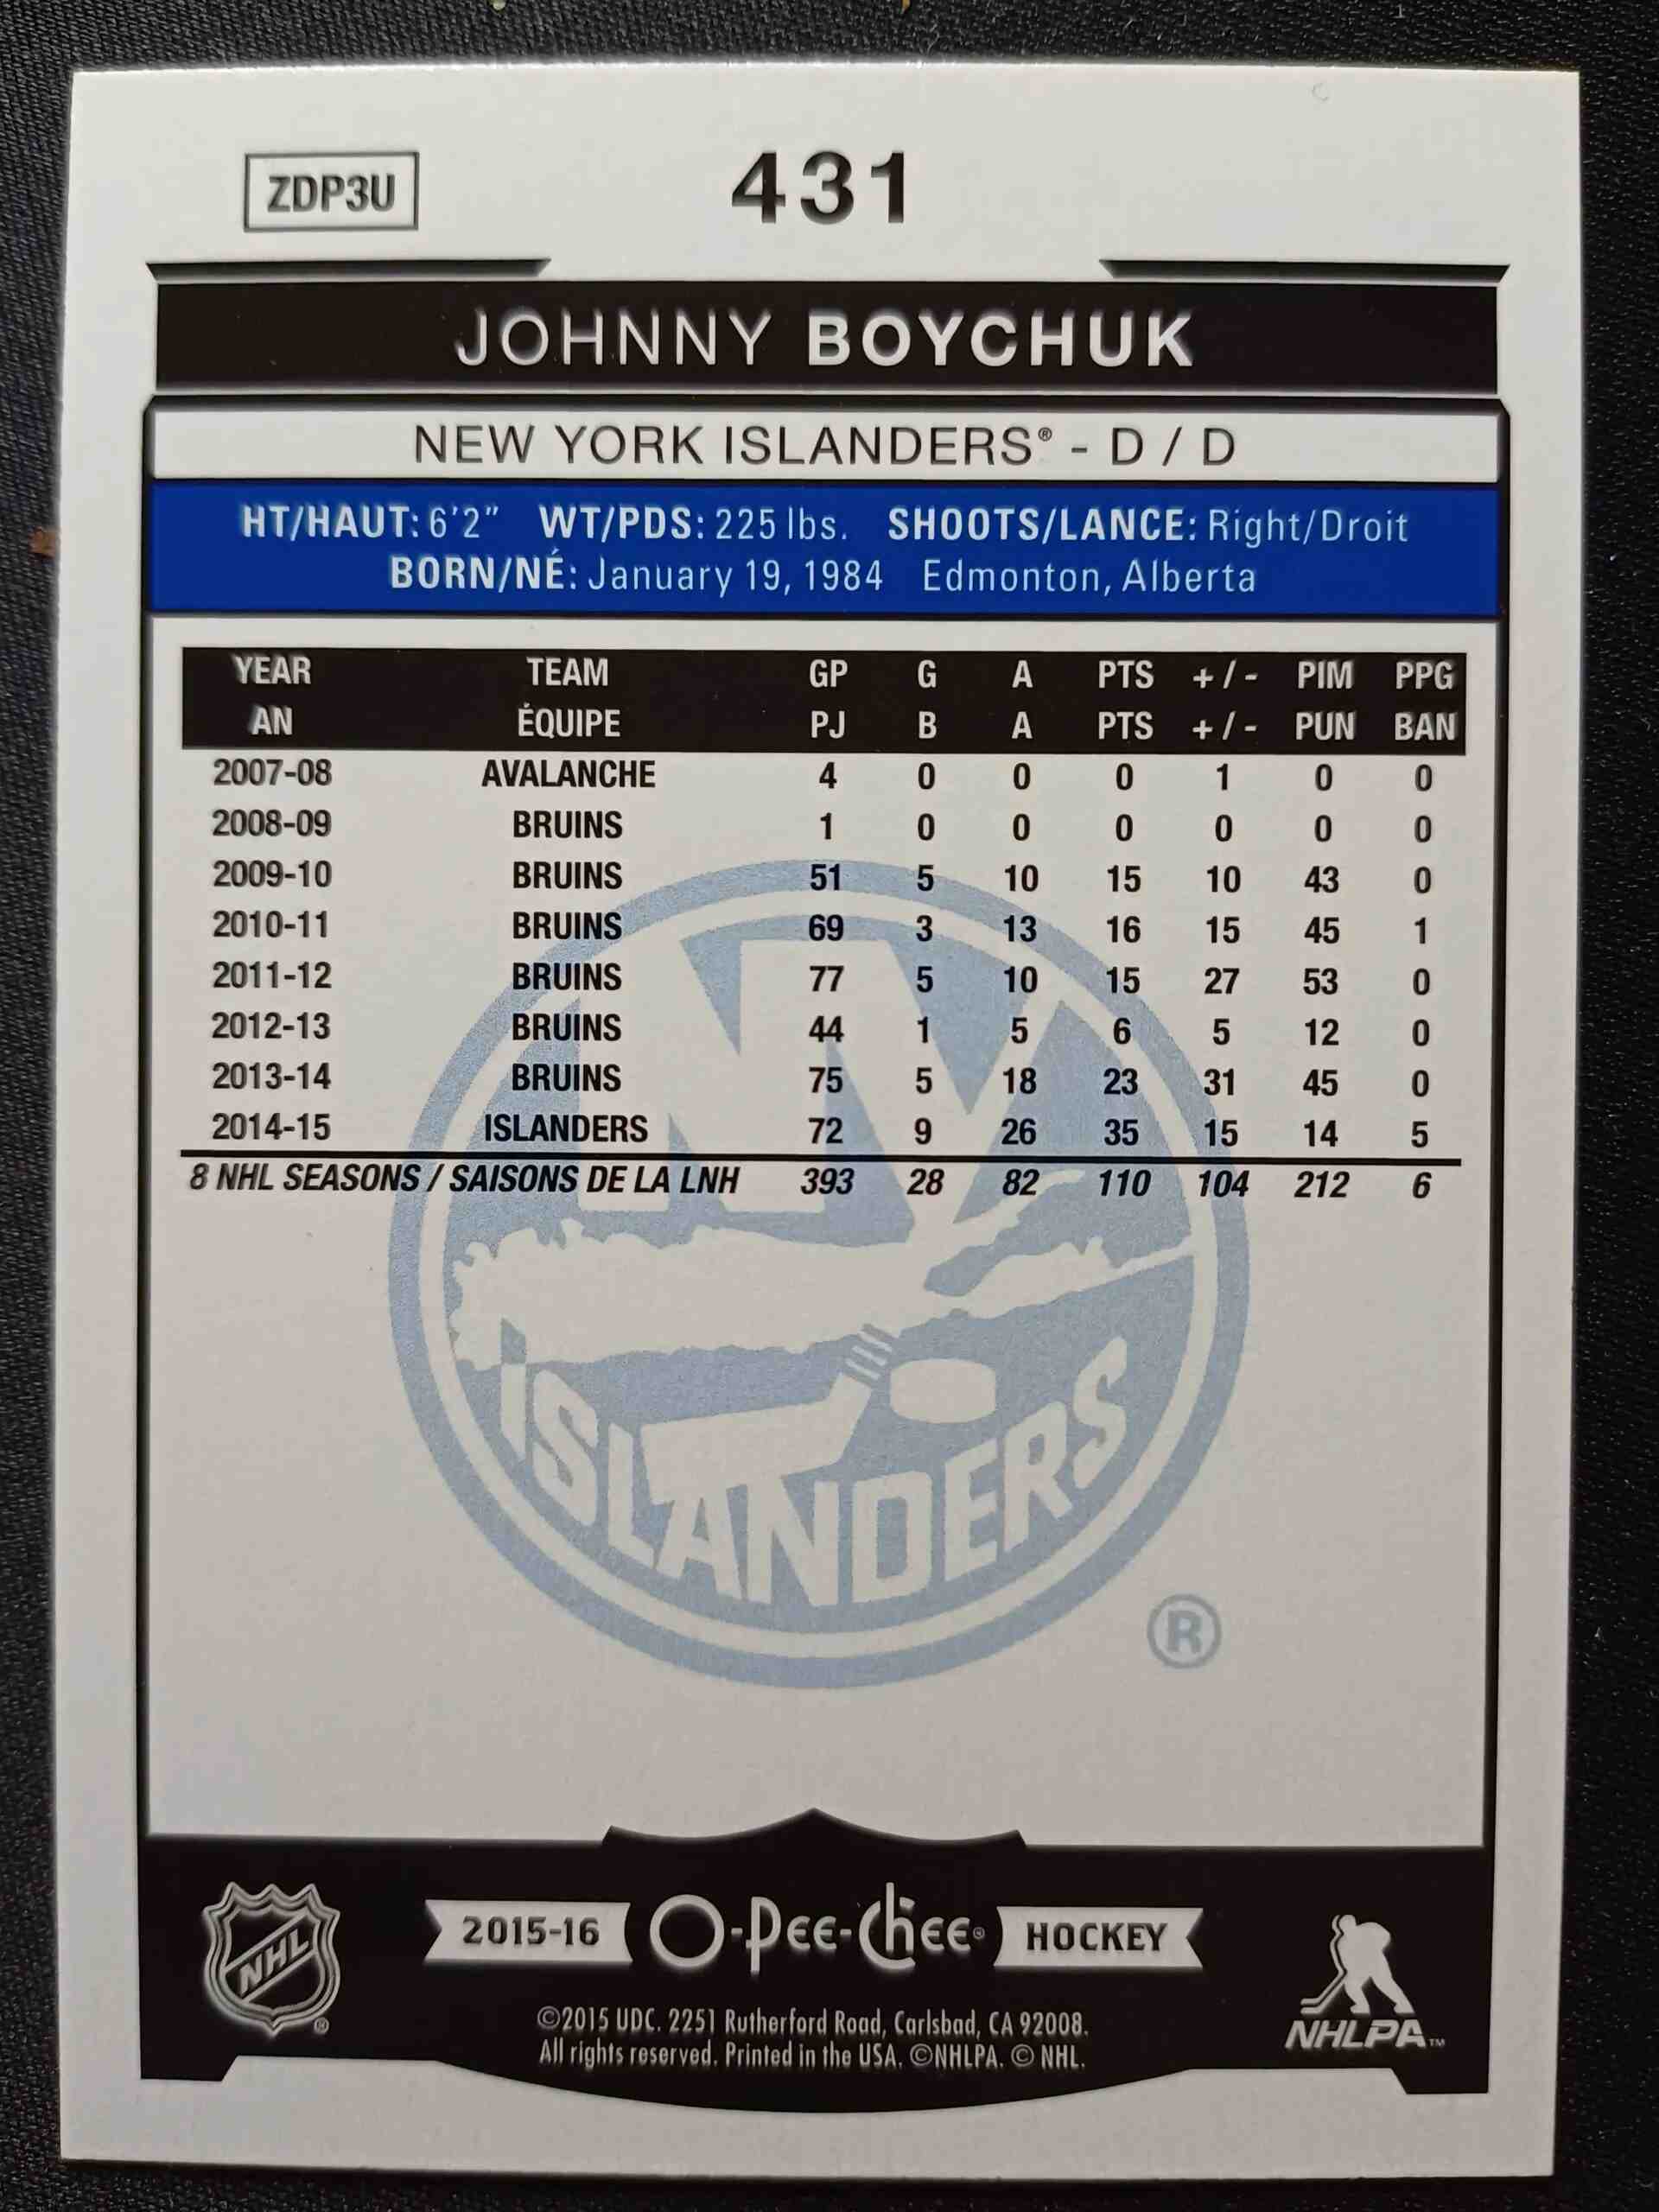 ZDP3U 431
JOHNNY BOYCHUK
NEW YORK ISLANDERS® - D / D
HT/HAUT: 6'2" WT/PDS: 225 lbs. SHOOTS/LANCE: Right/Droit
BORN/NÉ: January 19, 1984 Edmonton, Alberta
YEAR TEAM GP G A PTS +/- PIM PPG
AN ÉQUIPE PJ B A PTS +/- PUN BAN
2007-08 AVALANCHE 4 0 0 0 1 0 0
2008-09 BRUINS 1 0 0 0 0 0 0
2009-10 BRUINS 51 5 10 15 10 43 0
2010-11 BRUINS 69 3 13 16 15 45 1
2011-12 BRUINS 77 5 10 15 27 53 0
2012-13 BRUINS 44 1 5 6 5 12 0
2013-14 BRUINS 75 5 18 23 31 45 0
2014-15 ISLANDERS 72 9 26 35 15 14 5
8 NHL SEASONS / SAISONS DE LA LNH 393 28 82 110 104 212 6
NY
ISLANDERS
®
NHL ®
2015-16 O-Pee-Chee® HOCKEY
©2015 UDC. 2251 Rutherford Road, Carlsbad, CA 92008.
All rights reserved. Printed in the USA. ©NHLPA. © NHL.
NHLPA™